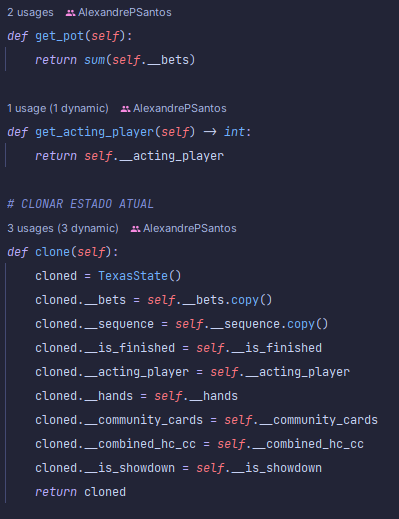 2 usages AlexandrePSantos
def get_pot(self):
    return sum(self.__bets)
1 usage (1 dynamic) AlexandrePSantos
def get_acting_player(self) -> int:
    return self.__acting_player
# CLONAR ESTADO ATUAL
3 usages (3 dynamic) AlexandrePSantos
def clone(self):
    cloned = TexasState()
    cloned.__bets = self.__bets.copy()
    cloned.__sequence = self.__sequence.copy()
    cloned.__is_finished = self.__is_finished
    cloned.__acting_player = self.__acting_player
    cloned.__hands = self.__hands
    cloned.__community_cards = self.__community_cards
    cloned.__combined_hc_cc = self.__combined_hc_cc
    cloned.__is_showdown = self.__is_showdown
    return cloned